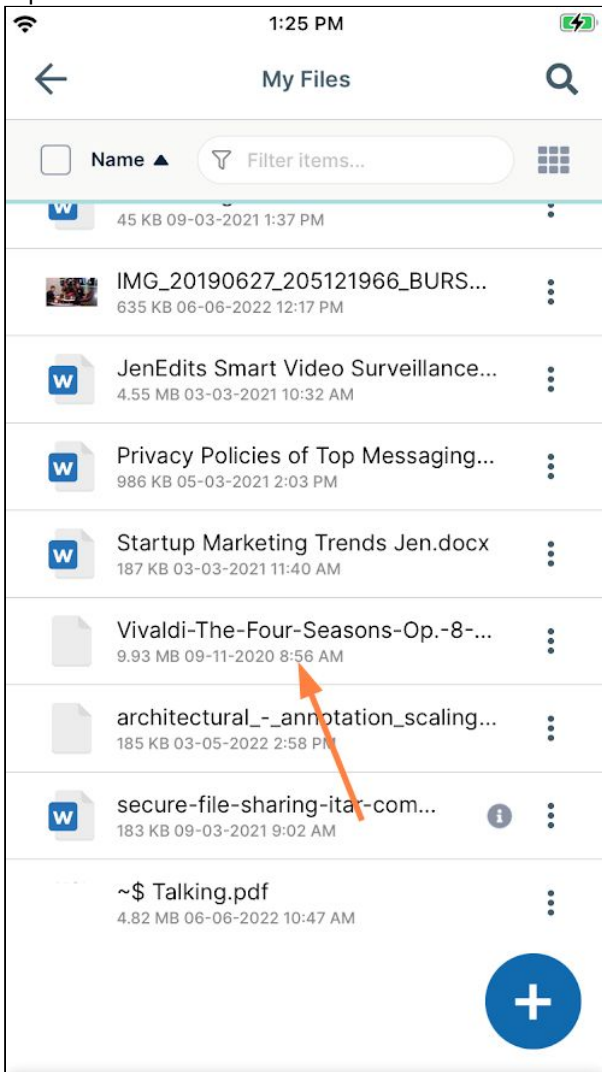 1:25 PM
My Files
Name ▲
Filter items...
45 KB 09-03-2021 1:37 PM
IMG_20190627_205121966_BURS...
635 KB 06-06-2022 12:17 PM
JenEdits Smart Video Surveillance...
4.55 MB 03-03-2021 10:32 AM
Privacy Policies of Top Messaging...
986 KB 05-03-2021 2:03 PM
Startup Marketing Trends Jen.docx
187 KB 03-03-2021 11:40 AM
Vivaldi-The-Four-Seasons-Op.-8-...
9.93 MB 09-11-2020 8:56 AM
architectural_-_annotation_scaling...
185 KB 03-05-2022 2:58 PM
secure-file-sharing-itar-com...
183 KB 09-03-2021 9:02 AM
~$ Talking.pdf
4.82 MB 06-06-2022 10:47 AM